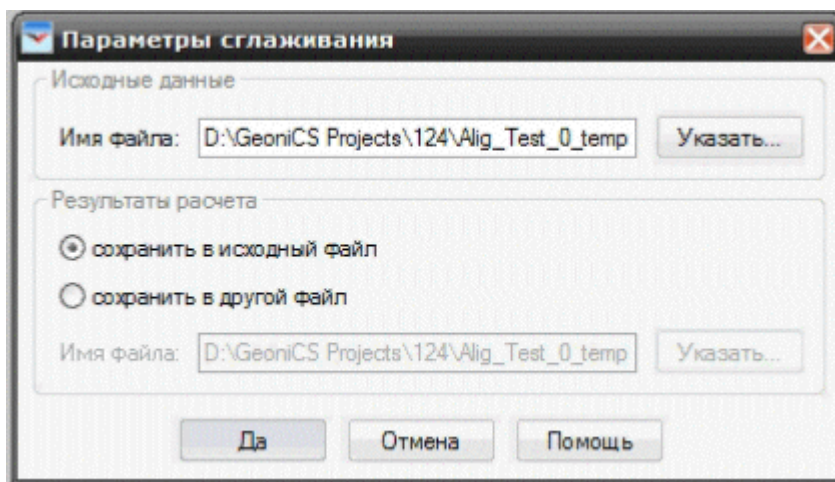 Параметры сглаживания
Исходные данные
Имя файла: D:\GeoniCS Projects\124\Alig_Test_0_temp Указать...
Результаты расчета
сохранить в исходный файл
сохранить в другой файл
Имя файла: D:\GeoniCS Projects\124\Alig_Test_0_temp Указать...
Да Отмена Помощь